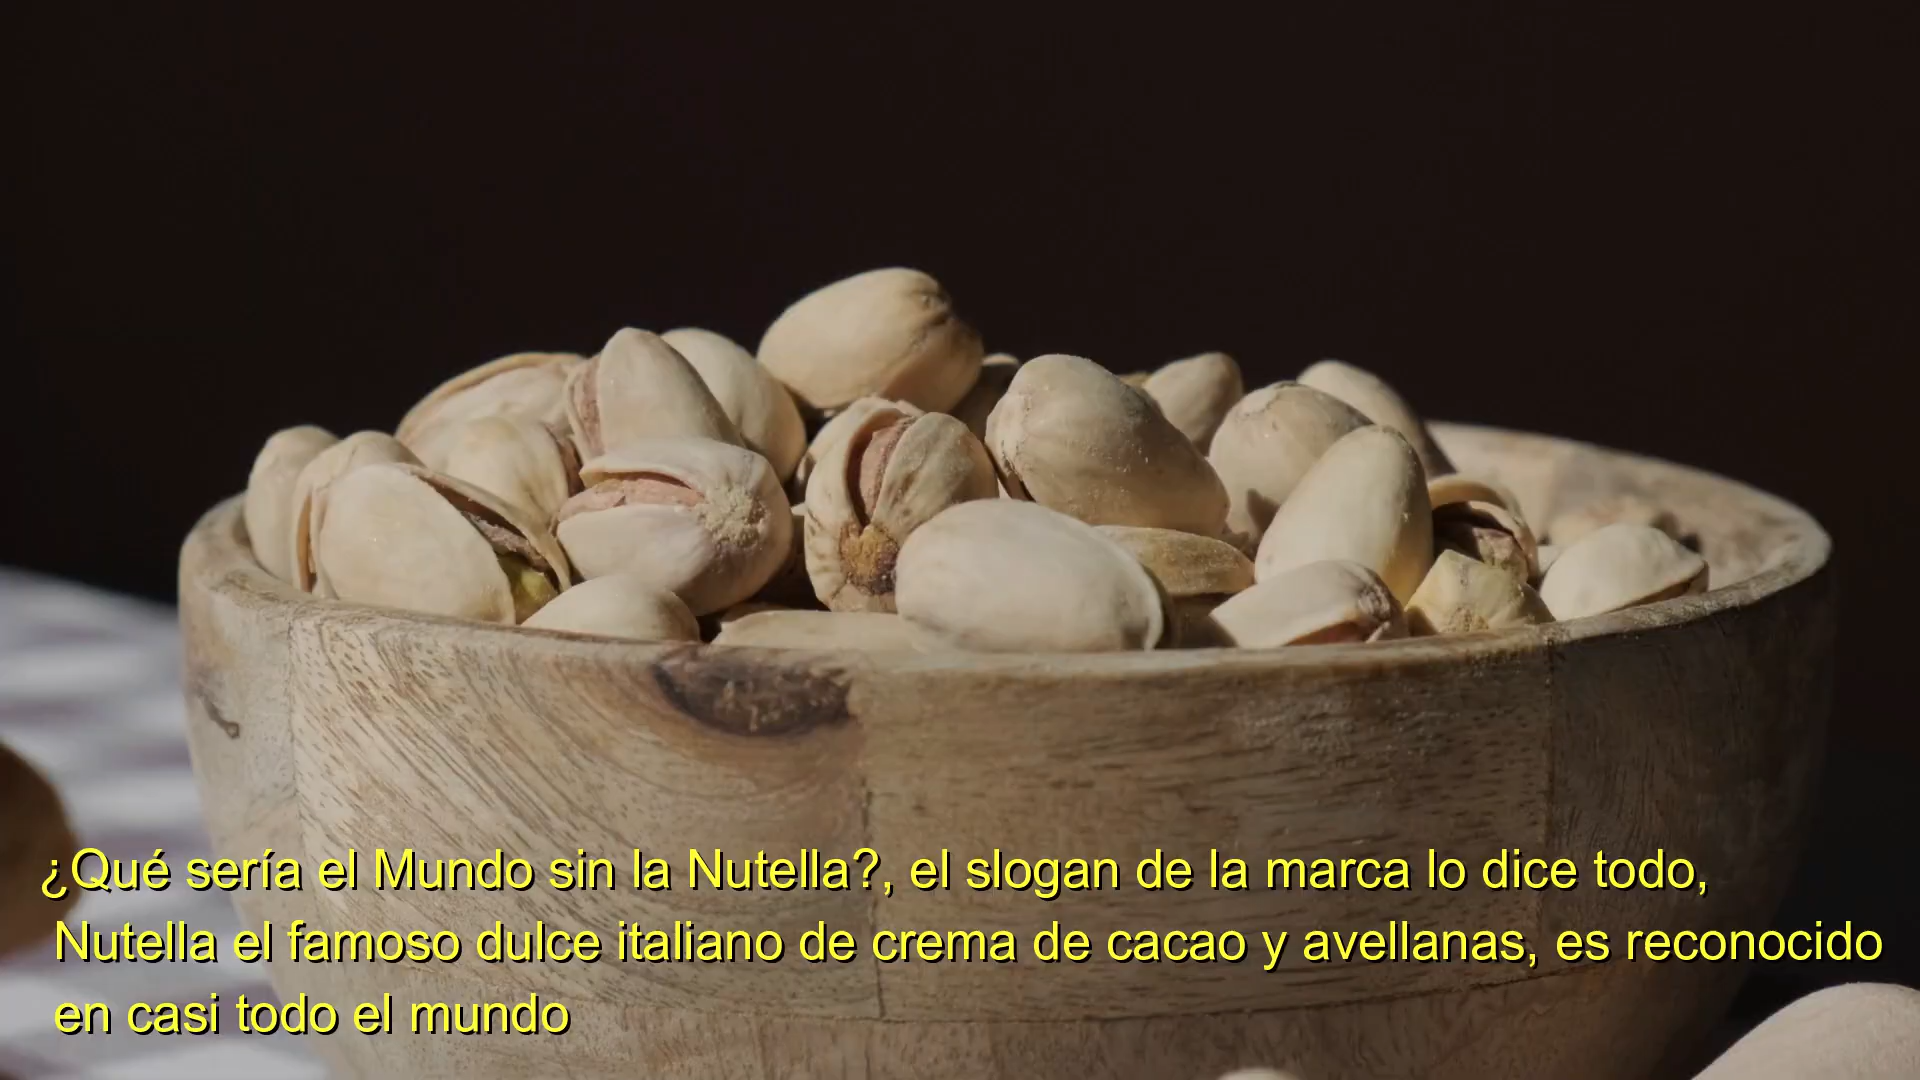 ¿Qué sería el Mundo sin la Nutella?, el slogan de la marca lo dice todo,
Nutella el famoso dulce italiano de crema de cacao y avellanas, es reconocido
en casi todo el mundo